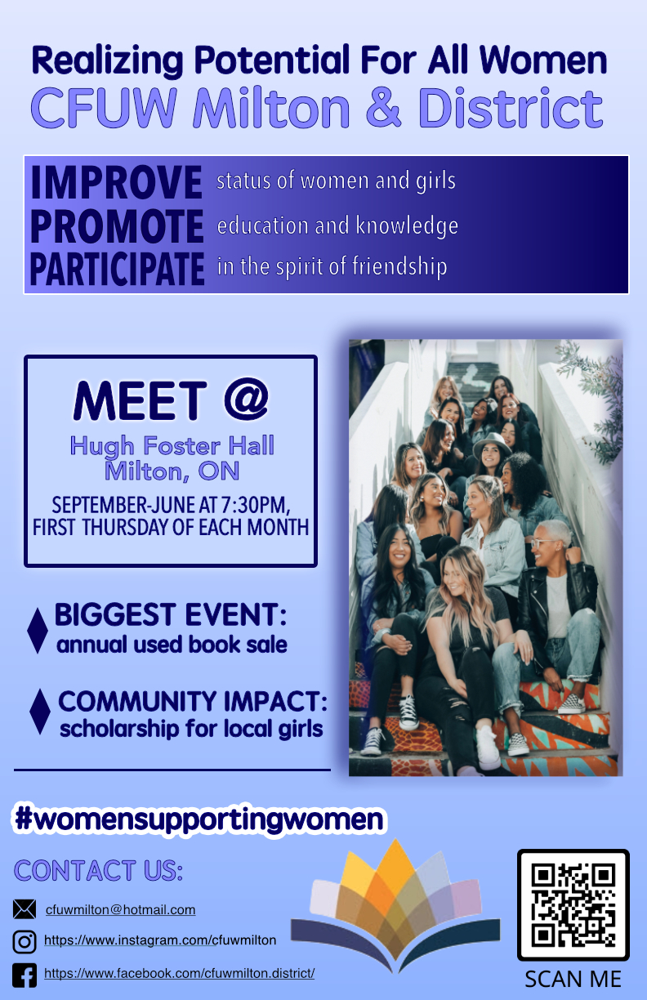 Realizing Potential For All Women
CFUW Milton & District
IMPROVE status of women and girls
PROMOTE education and knowledge
PARTICIPATE in the spirit of friendship
MEET @
Hugh Foster Hall
Milton, ON
SEPTEMBER-JUNE AT 7:30PM,
FIRST THURSDAY OF EACH MONTH
BIGGEST EVENT:
annual used book sale
COMMUNITY IMPACT:
scholarship for local girls
#womensupportingwomen
CONTACT US:
cfuwmilton@hotmail.com
https://www.instagram.com/cfuwmilton
https://www.facebook.com/cfuwmilton.district/
SCAN ME